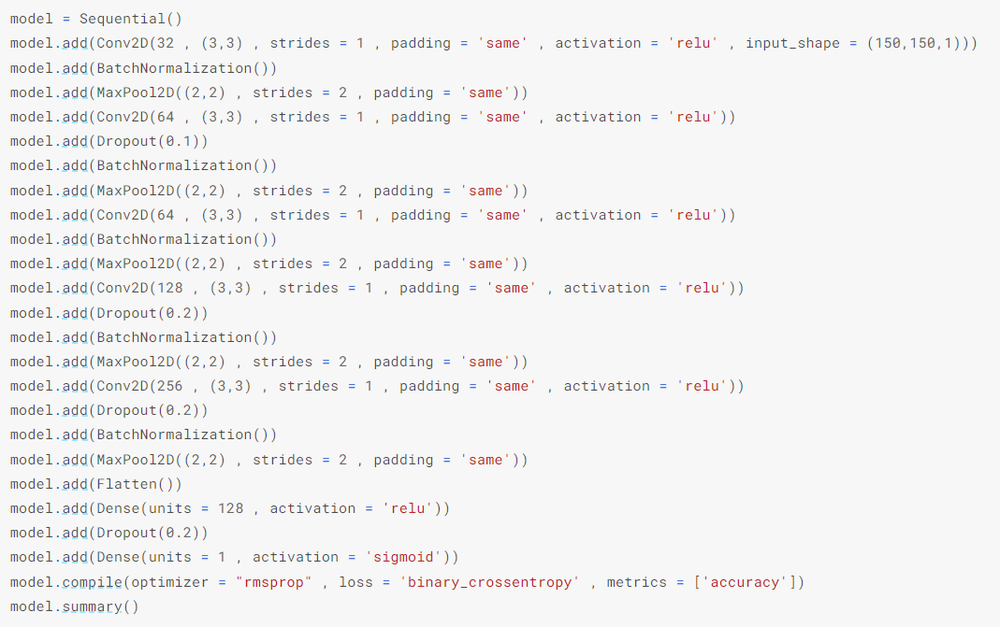 model = Sequential()
model.add(Conv2D(32 , (3,3) , strides = 1 , padding = 'same' , activation = 'relu' , input_shape = (150,150,1)))
model.add(BatchNormalization())
model.add(MaxPool2D((2,2) , strides = 2 , padding = 'same'))
model.add(Conv2D(64 , (3,3) , strides = 1 , padding = 'same' , activation = 'relu'))
model.add(Dropout(0.1))
model.add(BatchNormalization())
model.add(MaxPool2D((2,2) , strides = 2 , padding = 'same'))
model.add(Conv2D(64 , (3,3) , strides = 1 , padding = 'same' , activation = 'relu'))
model.add(BatchNormalization())
model.add(MaxPool2D((2,2) , strides = 2 , padding = 'same'))
model.add(Conv2D(128 , (3,3) , strides = 1 , padding = 'same' , activation = 'relu'))
model.add(Dropout(0.2))
model.add(BatchNormalization())
model.add(MaxPool2D((2,2) , strides = 2 , padding = 'same'))
model.add(Conv2D(256 , (3,3) , strides = 1 , padding = 'same' , activation = 'relu'))
model.add(Dropout(0.2))
model.add(BatchNormalization())
model.add(MaxPool2D((2,2) , strides = 2 , padding = 'same'))
model.add(Flatten())
model.add(Dense(units = 128 , activation = 'relu'))
model.add(Dropout(0.2))
model.add(Dense(units = 1 , activation = 'sigmoid'))
model.compile(optimizer = "rmsprop" , loss = 'binary_crossentropy' , metrics = ['accuracy'])
model.summary()